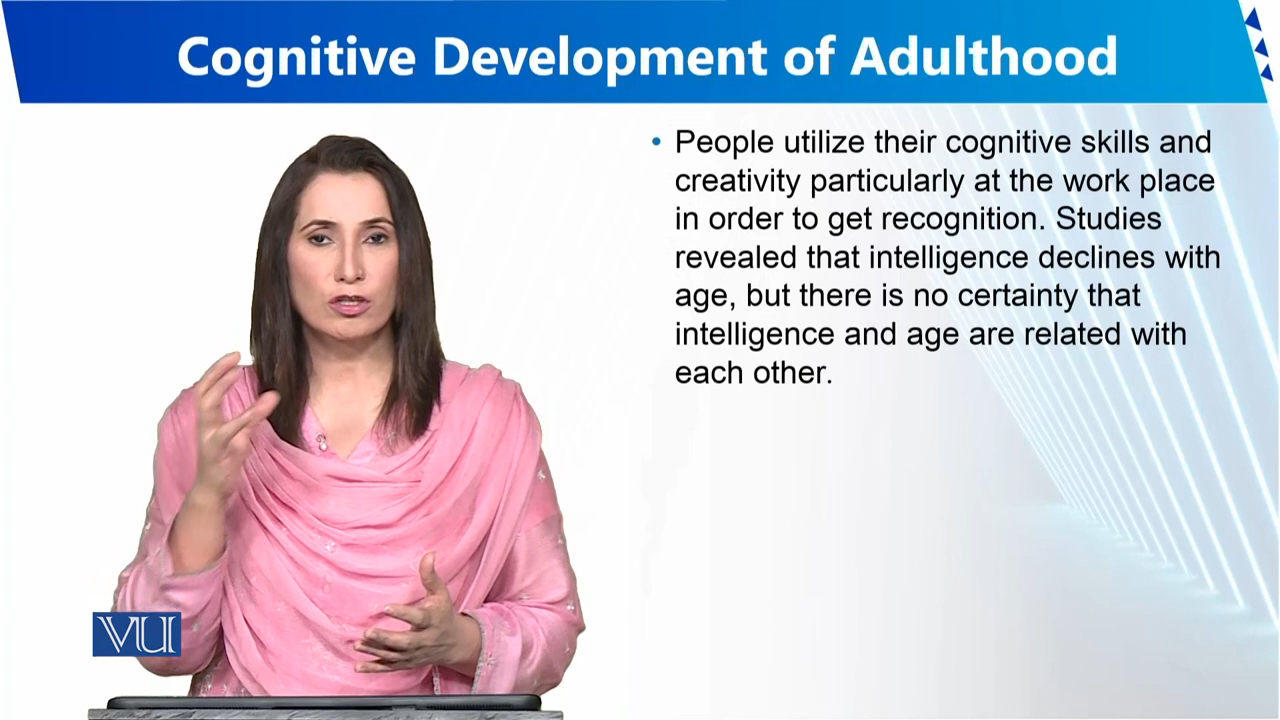 Cognitive Development of Adulthood
• People utilize their cognitive skills and
creativity particularly at the work place
in order to get recognition. Studies
revealed that intelligence declines with
age, but there is no certainty that
intelligence and age are related with
each other.
VU